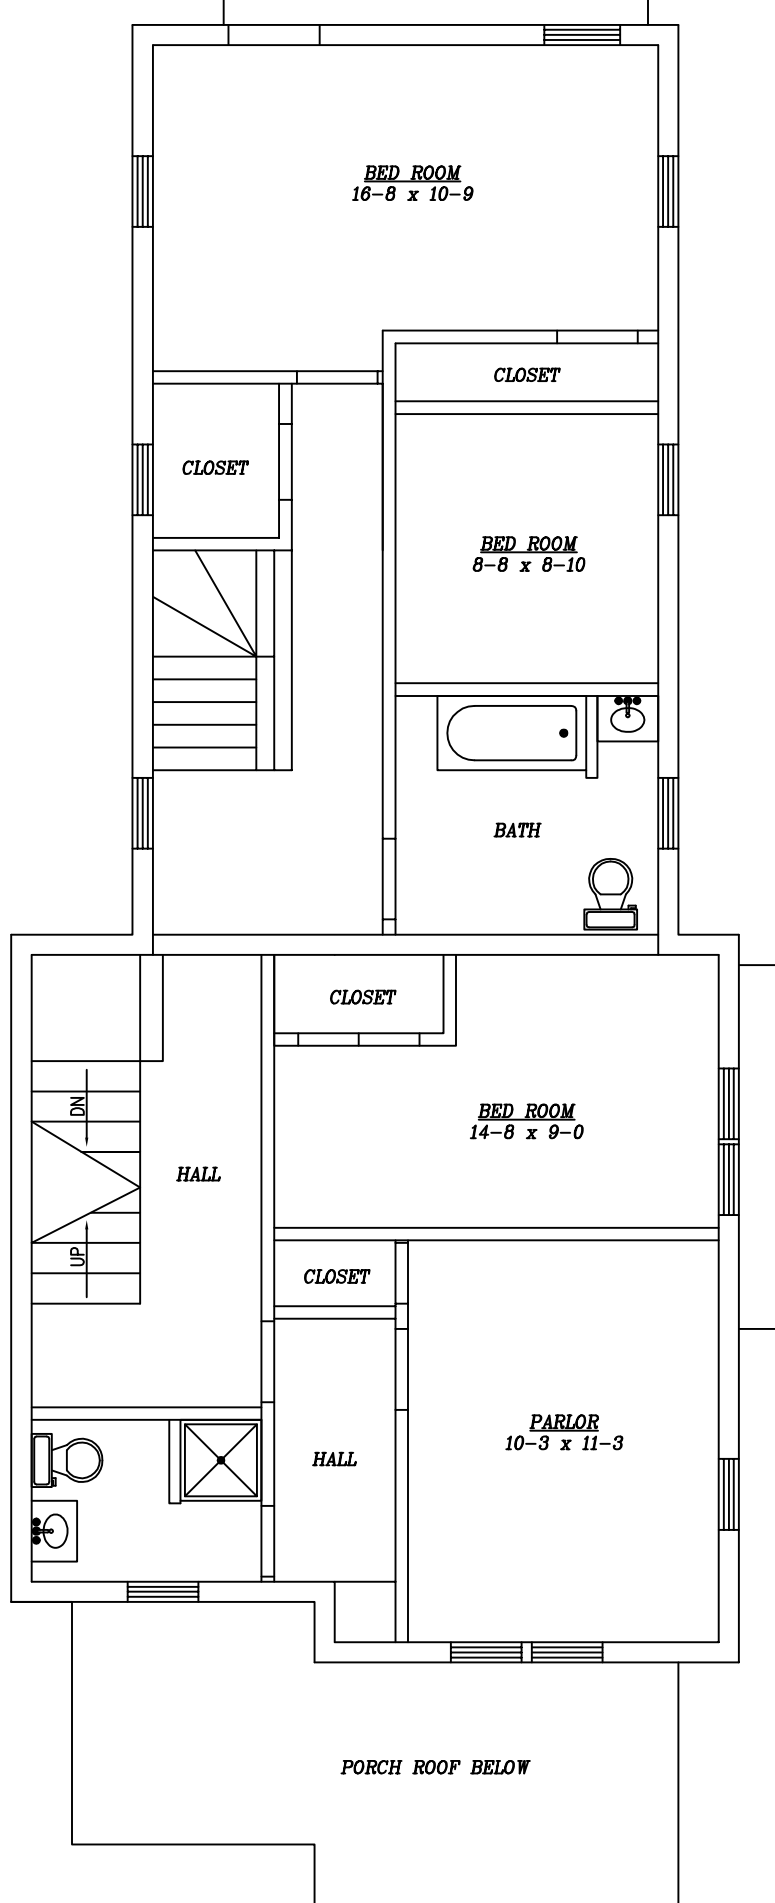 BED ROOM
16-8 x 10-9
CLOSET
CLOSET
BED ROOM
8-8 x 8-10
BATH
CLOSET
DN
BED ROOM
14-8 x 9-0
HALL
UP
CLOSET
PARLOR
10-3 x 11-3
HALL
PORCH ROOF BELOW